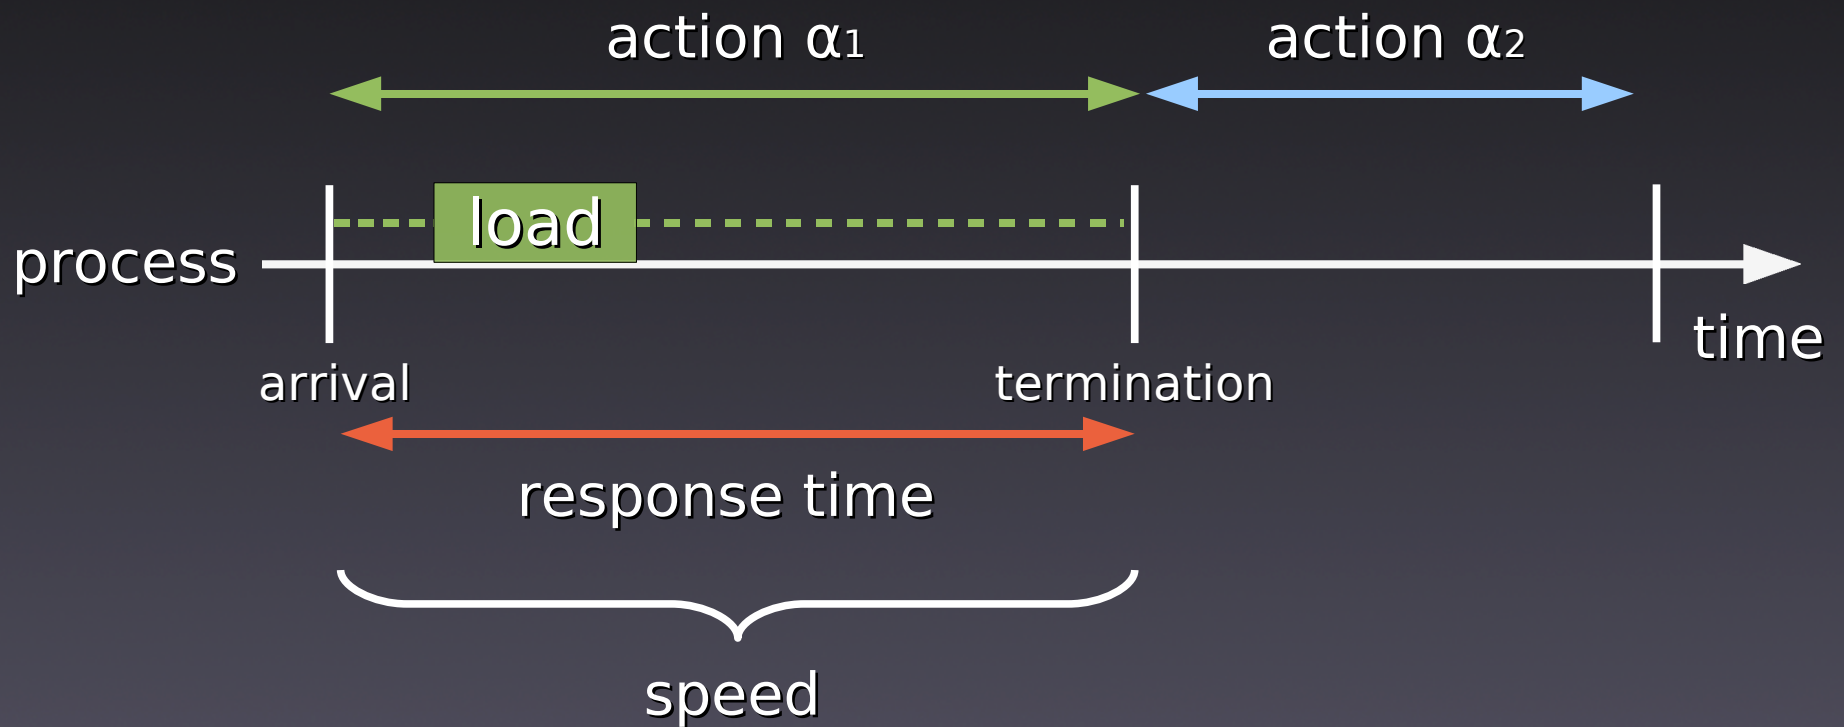 action α1
action α2
load
process
time
arrival
termination
response time
speed